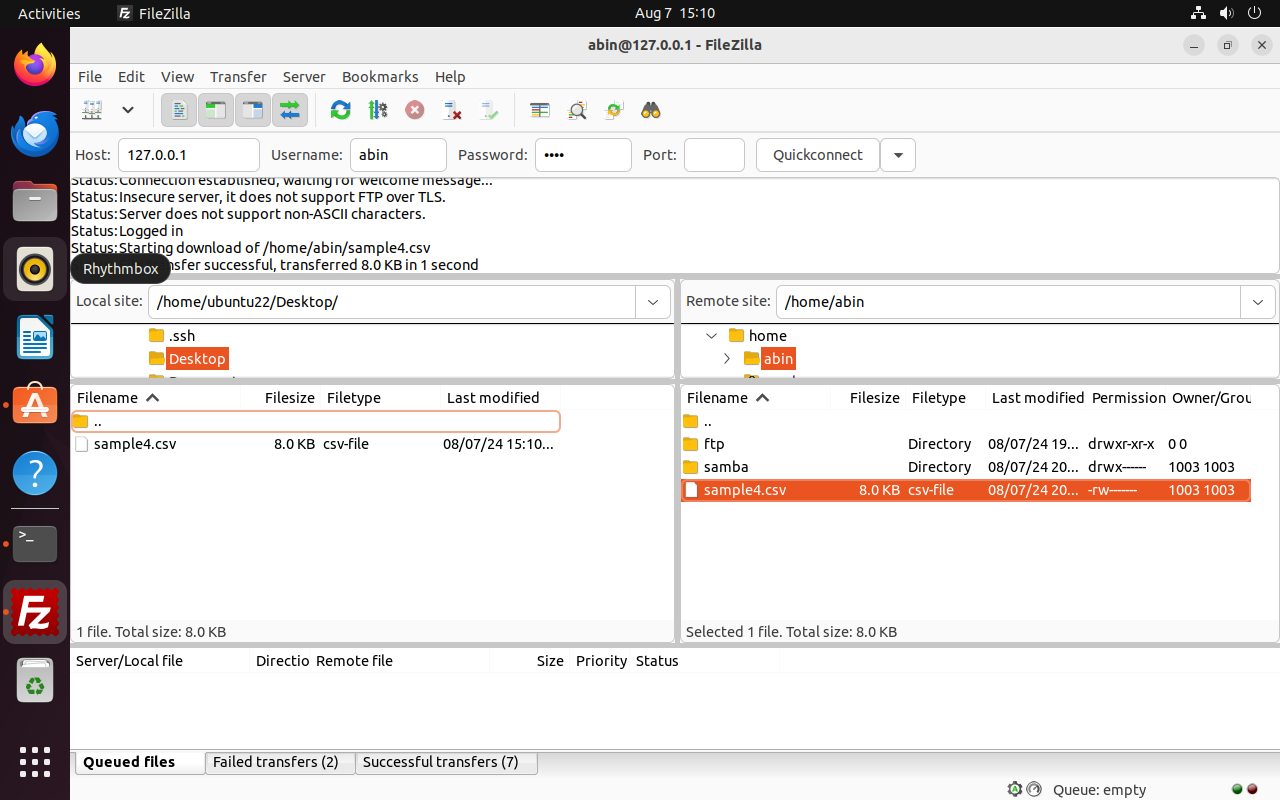 Activities
FileZilla
Aug 7 15:10
abin@127.0.0.1 - FileZilla
File Edit View Transfer Server Bookmarks Help
Host: 127.0.0.1 Username: abin Password: •••• Port: Quickconnect
Status: Connection established, waiting for welcome message...
Status: Insecure server, it does not support FTP over TLS.
Status: Server does not support non-ASCII characters.
Status: Logged in
Status: Starting download of /home/abin/sample4.csv
successful, transferred 8.0 KB in 1 second
Rhythmbox
Local site: /home/ubuntu22/Desktop/
.ssh
Desktop
Remote site: /home/abin
home
abin
Filename Filesize Filetype Last modified
..
sample4.csv 8.0 KB csv-file 08/07/24 15:10...
1 file. Total size: 8.0 KB
Filename Filesize Filetype Last modified Permission Owner/Grou
..
ftp Directory 08/07/24 19... drwxr-xr-x 0 0
samba Directory 08/07/24 20... drwx------ 1003 1003
sample4.csv 8.0 KB csv-file 08/07/24 20... -rw------- 1003 1003
Selected 1 file. Total size: 8.0 KB
Server/Local file Directio Remote file Size Priority Status
Queued files Failed transfers (2) Successful transfers (7)
Queue: empty